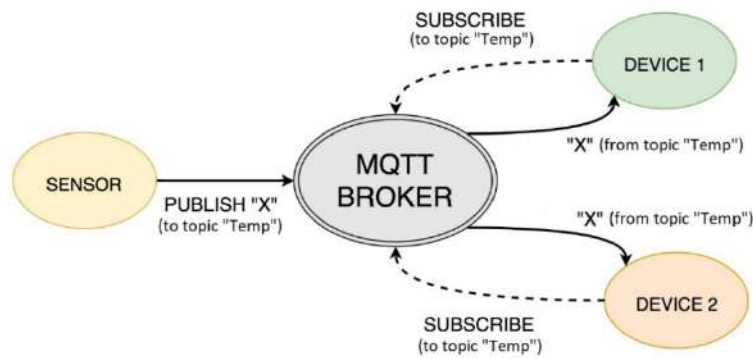 SUBSCRIBE
(to topic "Temp")
DEVICE 1
"X" (from topic "Temp")
MQTT
BROKER
SENSOR
PUBLISH "X"
(to topic "Temp")
"X" (from topic "Temp")
DEVICE 2
SUBSCRIBE
(to topic "Temp")